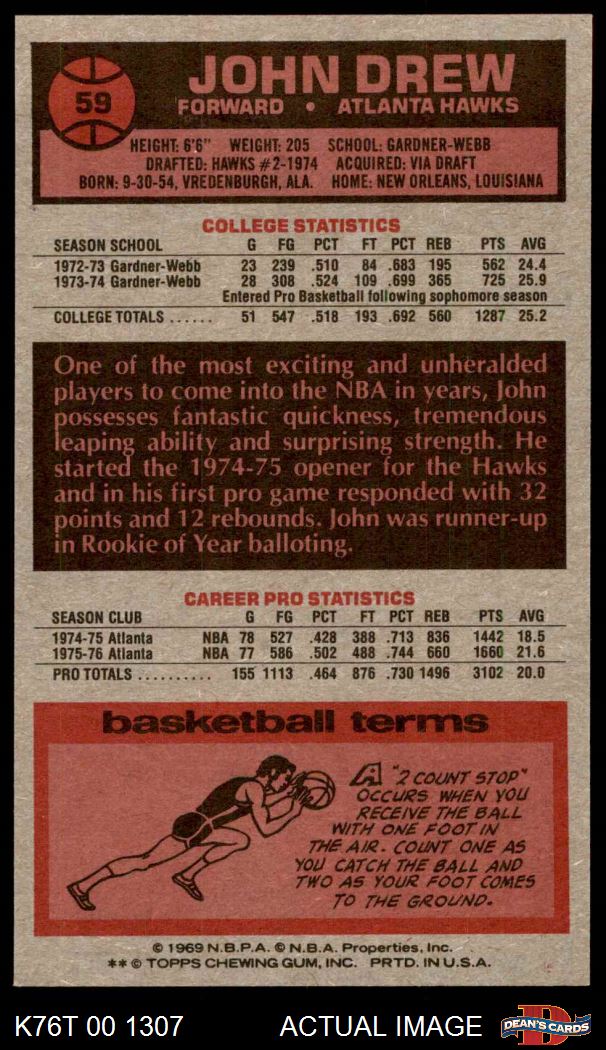 59
JOHN DREW
FORWARD • ATLANTA HAWKS
HEIGHT: 6'6" WEIGHT: 205 SCHOOL: GARDNER-WEBB
DRAFTED: HAWKS #2-1974 ACQUIRED: VIA DRAFT
BORN: 9-30-54, VREDENBURGH, ALA. HOME: NEW ORLEANS, LOUISIANA
COLLEGE STATISTICS
SEASON SCHOOL G FG PCT FT PCT REB PTS AVG
1972-73 Gardner-Webb 23 239 .510 84 .683 195 562 24.4
1973-74 Gardner-Webb 28 308 .524 109 .699 365 725 25.9
Entered Pro Basketball following sophomore season
COLLEGE TOTALS ...... 51 547 .518 193 .692 560 1287 25.2
One of the most exciting and unheralded
players to come into the NBA in years, John
possesses fantastic quickness, tremendous
leaping ability and surprising strength. He
started the 1974-75 opener for the Hawks
and in his first pro game responded with 32
points and 12 rebounds. John was runner-up
in Rookie of Year balloting.
CAREER PRO STATISTICS
SEASON CLUB G FG PCT FT PCT REB PTS AVG
1974-75 Atlanta NBA 78 527 .428 388 .713 836 1442 18.5
1975-76 Atlanta NBA 77 586 .502 488 .744 660 1660 21.6
PRO TOTALS .......... 155 1113 .464 876 .730 1496 3102 20.0
basketball terms
A "2 COUNT STOP"
OCCURS WHEN YOU
RECEIVE THE BALL
WITH ONE FOOT IN
THE AIR. COUNT ONE AS
YOU CATCH THE BALL AND
TWO AS YOUR FOOT COMES
TO THE GROUND.
© 1969 N.B.P.A. © N.B.A. Properties, Inc.
** © TOPPS CHEWING GUM, INC. PRTD. IN U.S.A.
K76T 00 1307 ACTUAL IMAGE D DEAN'S CARDS